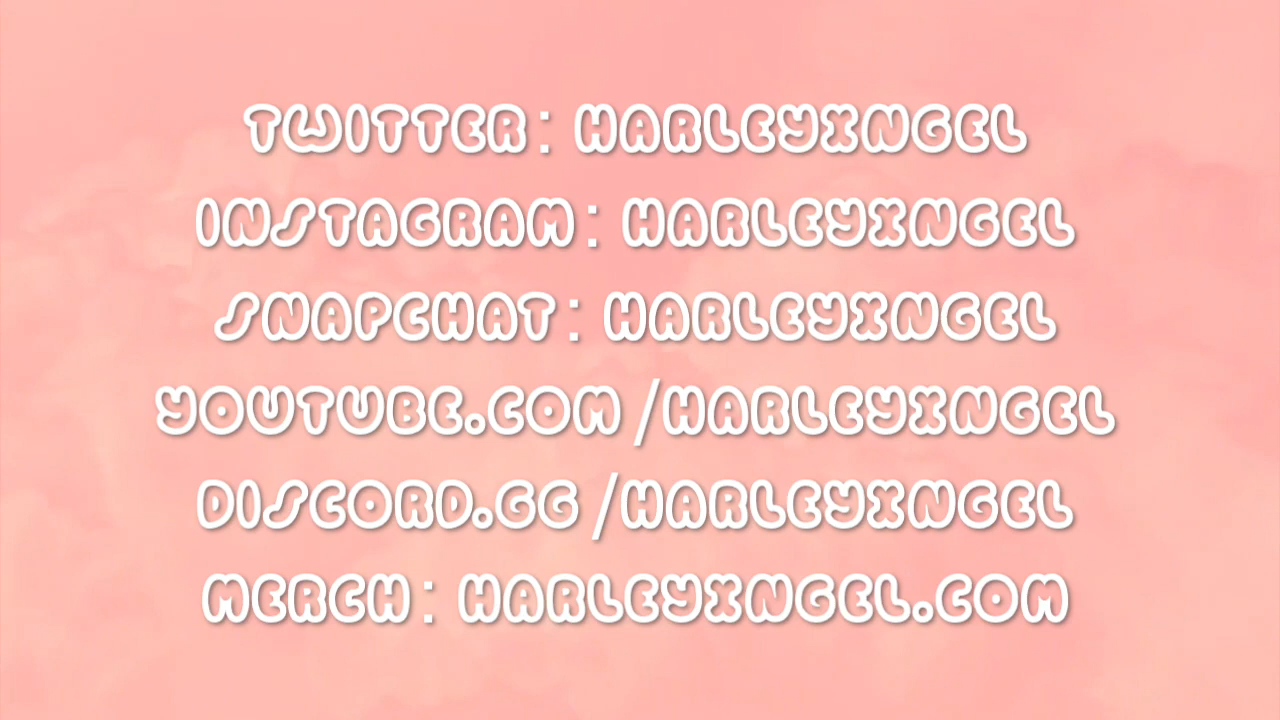 TWITTER: HARLEYXNGEL
INSTAGRAM: HARLEYXNGEL
SNAPCHAT: HARLEYXNGEL
YOUTUBE.COM/HARLEYXNGEL
DISCORD.GG/HARLEYXNGEL
MERCH: HARLEYXNGEL.COM